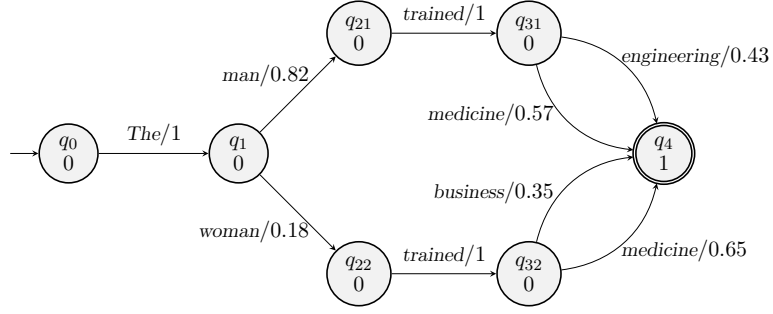 q21
0
trained/1
q31
0
man/0.82
engineering/0.43
medicine/0.57
q0
0
The/1
q1
0
q4
1
business/0.35
woman/0.18
medicine/0.65
q22
0
trained/1
q32
0